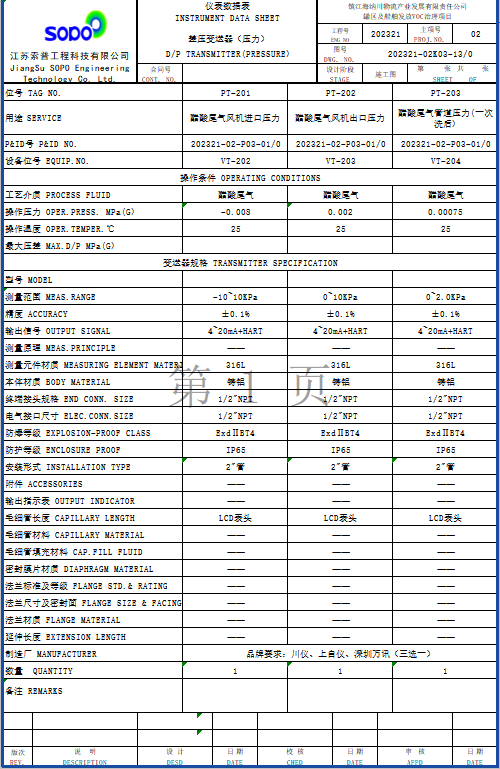 SOPO
江苏索普工程科技有限公司
JiangSu SOPO Engineering
Technology Co. Ltd.
仪表数据表
INSTRUMENT DATA SHEET
差压变送器(压力)
D/P TRANSMITTER(PRESSURE)
合同号
CONT. NO.
镇江海纳川物流产业发展有限责任公司
罐区及船舶发放VOC治理项目
工程号 ENG NO 202321 主项号 PROJ.NO. 02
图号 DWG. NO. 202321-02E03-13/0
设计阶段 STAGE 施工图 第 张 共 张 SHEET OF
位号 TAG NO. PT-201 PT-202 PT-203
用途 SERVICE 醋酸尾气风机进口压力 醋酸尾气风机出口压力 醋酸尾气管道压力(一次洗后)
P&ID号 P&ID NO. 202321-02-P03-01/0 202321-02-P03-01/0 202321-02-P03-01/0
设备位号 EQUIP.NO. VT-202 VT-203 VT-204
操作条件 OPERATING CONDITIONS
工艺介质 PROCESS FLUID 醋酸尾气 醋酸尾气 醋酸尾气
操作压力 OPER.PRESS. MPa(G) -0.008 0.002 0.00075
操作温度 OPER.TEMPER.℃ 25 25 25
最大压差 MAX.D/P MPa(G)
变送器规格 TRANSMITTER SPECIFICATION
型号 MODEL
测量范围 MEAS.RANGE -10~10KPa 0~10KPa 0~2.0KPa
精度 ACCURACY ±0.1% ±0.1% ±0.1%
输出信号 OUTPUT SIGNAL 4~20mA+HART 4~20mA+HART 4~20mA+HART
测量原理 MEAS.PRINCIPLE —— —— ——
测量元件材质 MEASURING ELEMENT MATERI 316L 316L 316L
本体材质 BODY MATERIAL 铸铝 铸铝 铸铝
终端接头规格 END CONN. SIZE 1/2"NPT 1/2"NPT 1/2"NPT
电气接口尺寸 ELEC.CONN.SIZE 1/2"NPT 1/2"NPT 1/2"NPT
防爆等级 EXPLOSION-PROOF CLASS ExdⅡBT4 ExdⅡBT4 ExdⅡBT4
防护等级 ENCLOSURE PROOF IP65 IP65 IP65
安装形式 INSTALLATION TYPE 2"管 2"管 2"管
附件 ACCESSORIES —— —— ——
输出指示表 OUTPUT INDICATOR —— —— ——
毛细管长度 CAPILLARY LENGTH LCD表头 LCD表头 LCD表头
毛细管材料 CAPILLARY MATERIAL —— —— ——
毛细管填充材料 CAP.FILL FLUID —— —— ——
密封膜片材质 DIAPHRAGM MATERIAL —— —— ——
法兰标准及等级 FLANGE STD.& RATING —— —— ——
法兰尺寸及密封面 FLANGE SIZE & FACING —— —— ——
法兰材质 FLANGE MATERIAL —— —— ——
延伸长度 EXTENSION LENGTH —— —— ——
制造厂 MANUFACTURER 品牌要求：川仪、上自仪、深圳万讯（三选一）
数量 QUANTITY 1 1 1
备注 REMARKS
第 1 页
版次 说 明 设 计 日 期 校 核 日 期 审 核 日 期
REV. DESCRIPTION DESD DATE CHED DATE APPD DATE